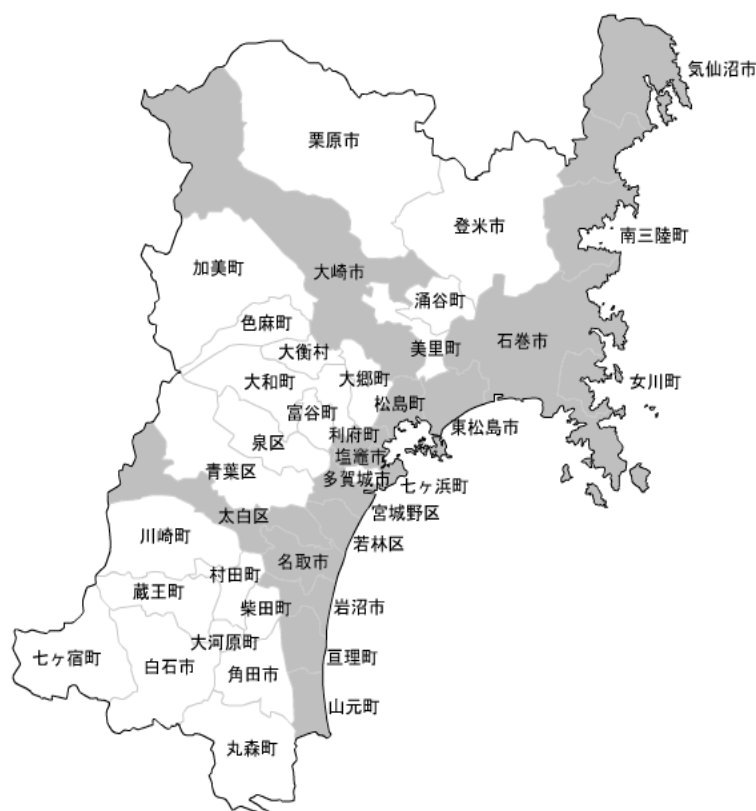 気仙沼市
栗原市
登米市
南三陸町
加美町
大崎市
涌谷町
色麻町
石巻市
美里町
大衡村
大和町
大郷町
女川町
松島町
富谷町
東松島市
利府町
泉区
塩竈市
青葉区
多賀城市
七ヶ浜町
宮城野区
太白区
川崎町
若林区
名取市
村田町
蔵王町
柴田町
岩沼市
大河原町
七ヶ宿町
白石市
角田市
亘理町
山元町
丸森町